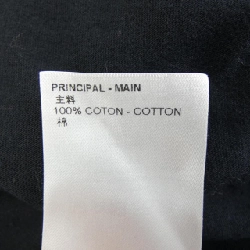 PRINCIPAL - MAIN
主料
100% COTON - COTTON
棉